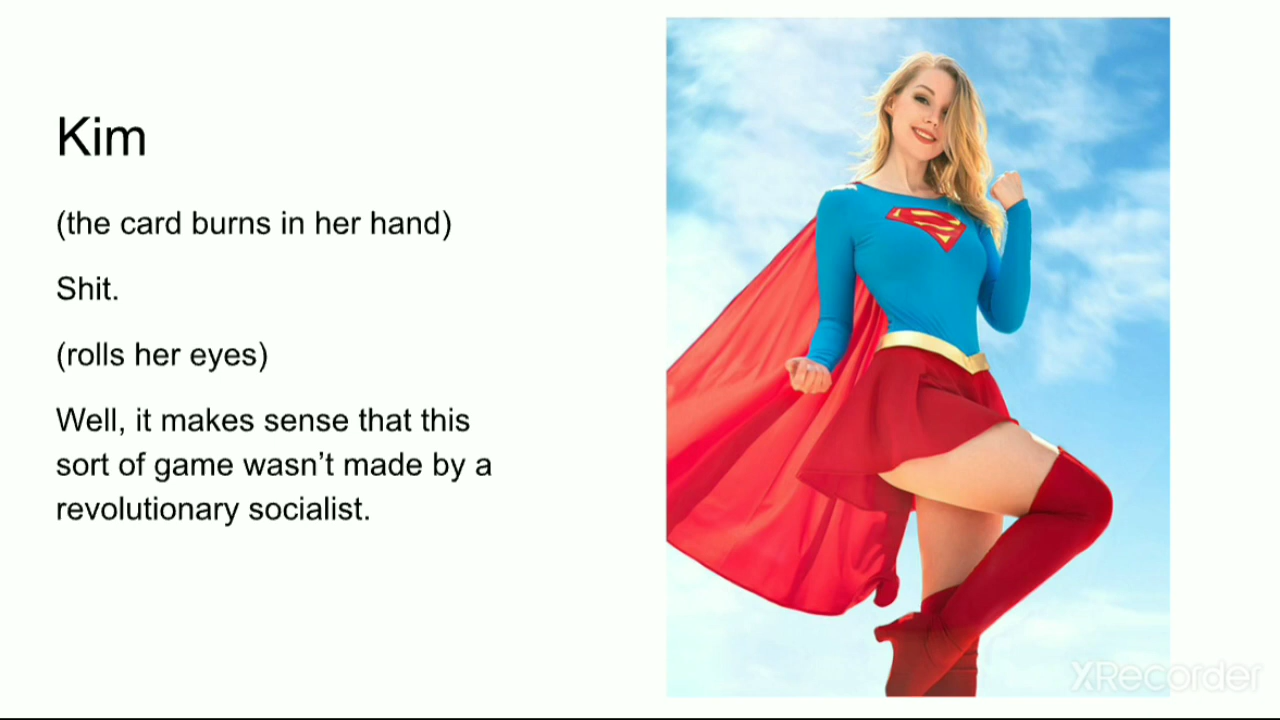 Kim
(the card burns in her hand)
Shit.
(rolls her eyes)
Well, it makes sense that this
sort of game wasn’t made by a
revolutionary socialist.
XRecorder